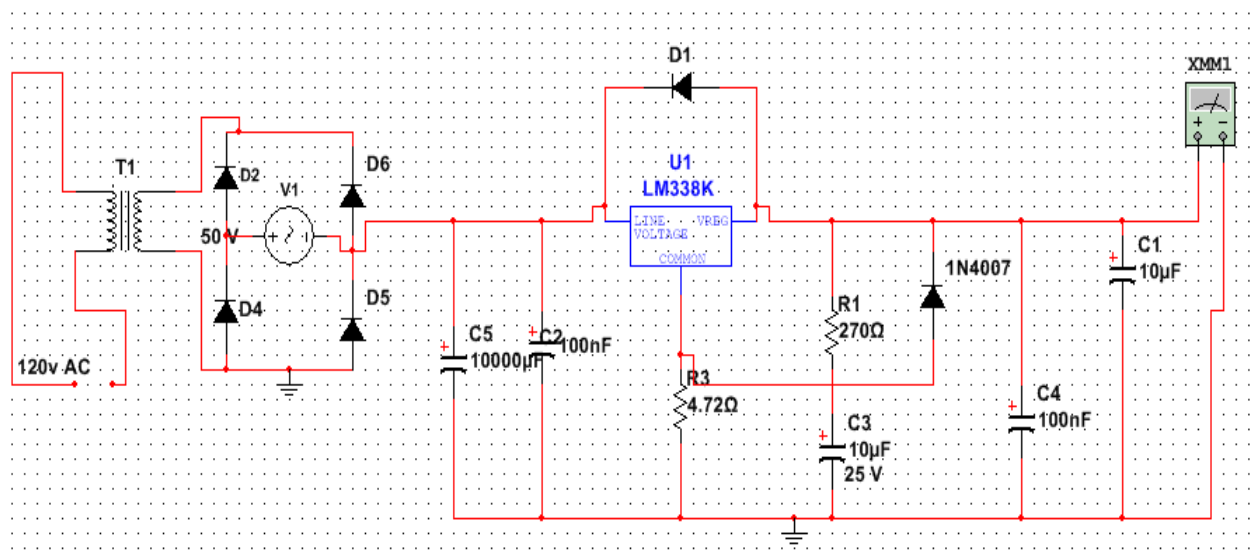 D1
XMM1
T1
D2
D6
V1
U1
LM338K
50 V
LINE VREG
VOLTAGE
COMMON
C1
10µF
1N4007
D4
D5
R1
270Ω
C5
10000µF
C2
100nF
120v AC
R3
4.72Ω
C4
100nF
C3
10µF
25 V